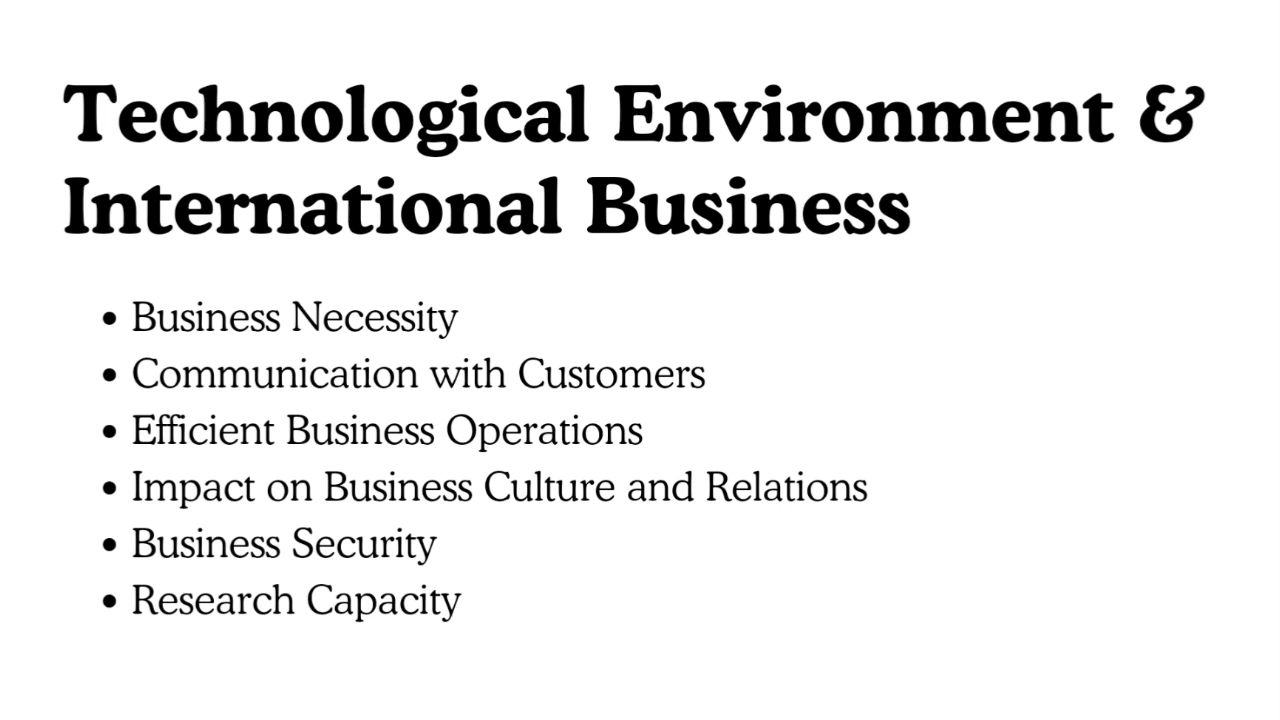 Technological Environment &
International Business
• Business Necessity
• Communication with Customers
• Efficient Business Operations
• Impact on Business Culture and Relations
• Business Security
• Research Capacity